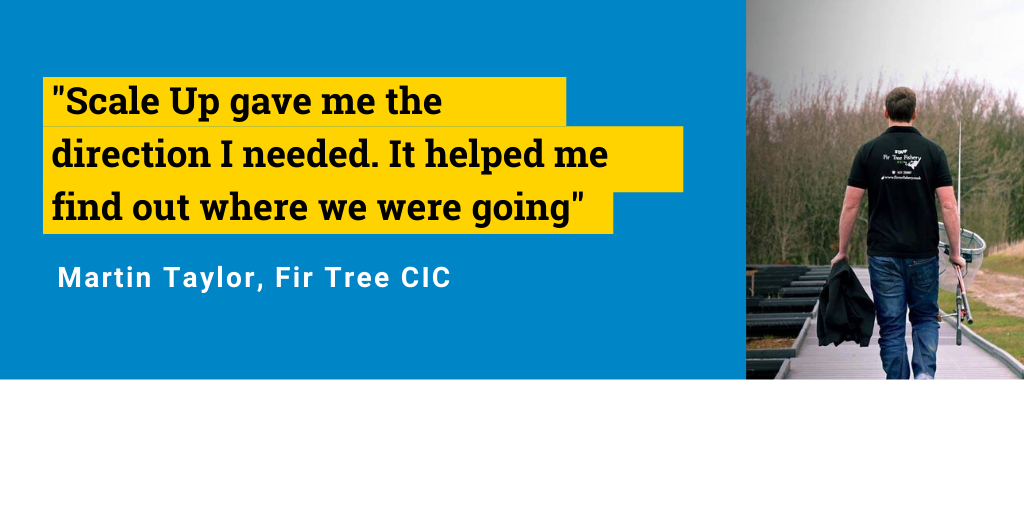 "Scale Up gave me the
direction I needed. It helped me
find out where we were going"
Martin Taylor, Fir Tree CIC
STAFF
Fir Tree Fishery